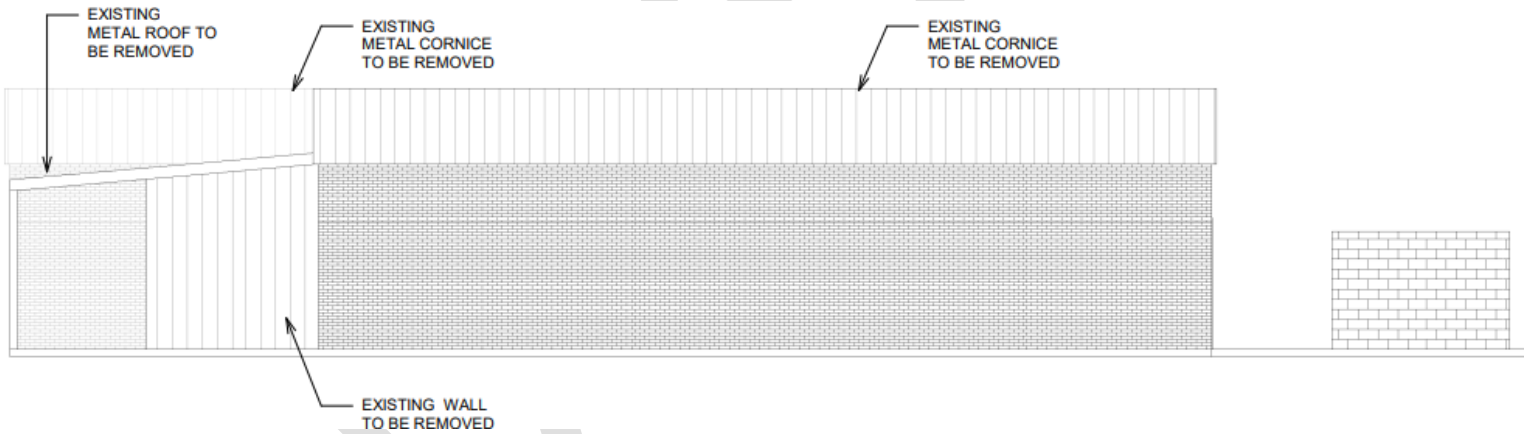 EXISTING
METAL ROOF TO
BE REMOVED
EXISTING
METAL CORNICE
TO BE REMOVED
EXISTING
METAL CORNICE
TO BE REMOVED
EXISTING WALL
TO BE REMOVED